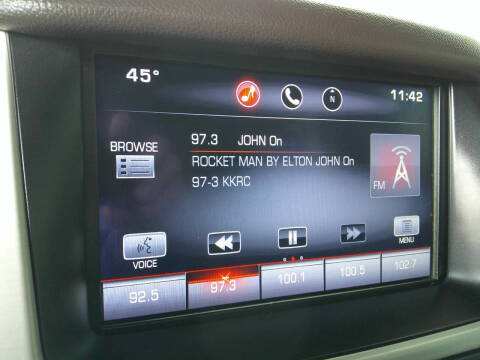 45°
N
11:42
97.3 JOHN On
BROWSE
ROCKET MAN BY ELTON JOHN On
97-3 KKRC
FM
VOICE
MENU
92.5 97.3 100.1 100.5 102.7